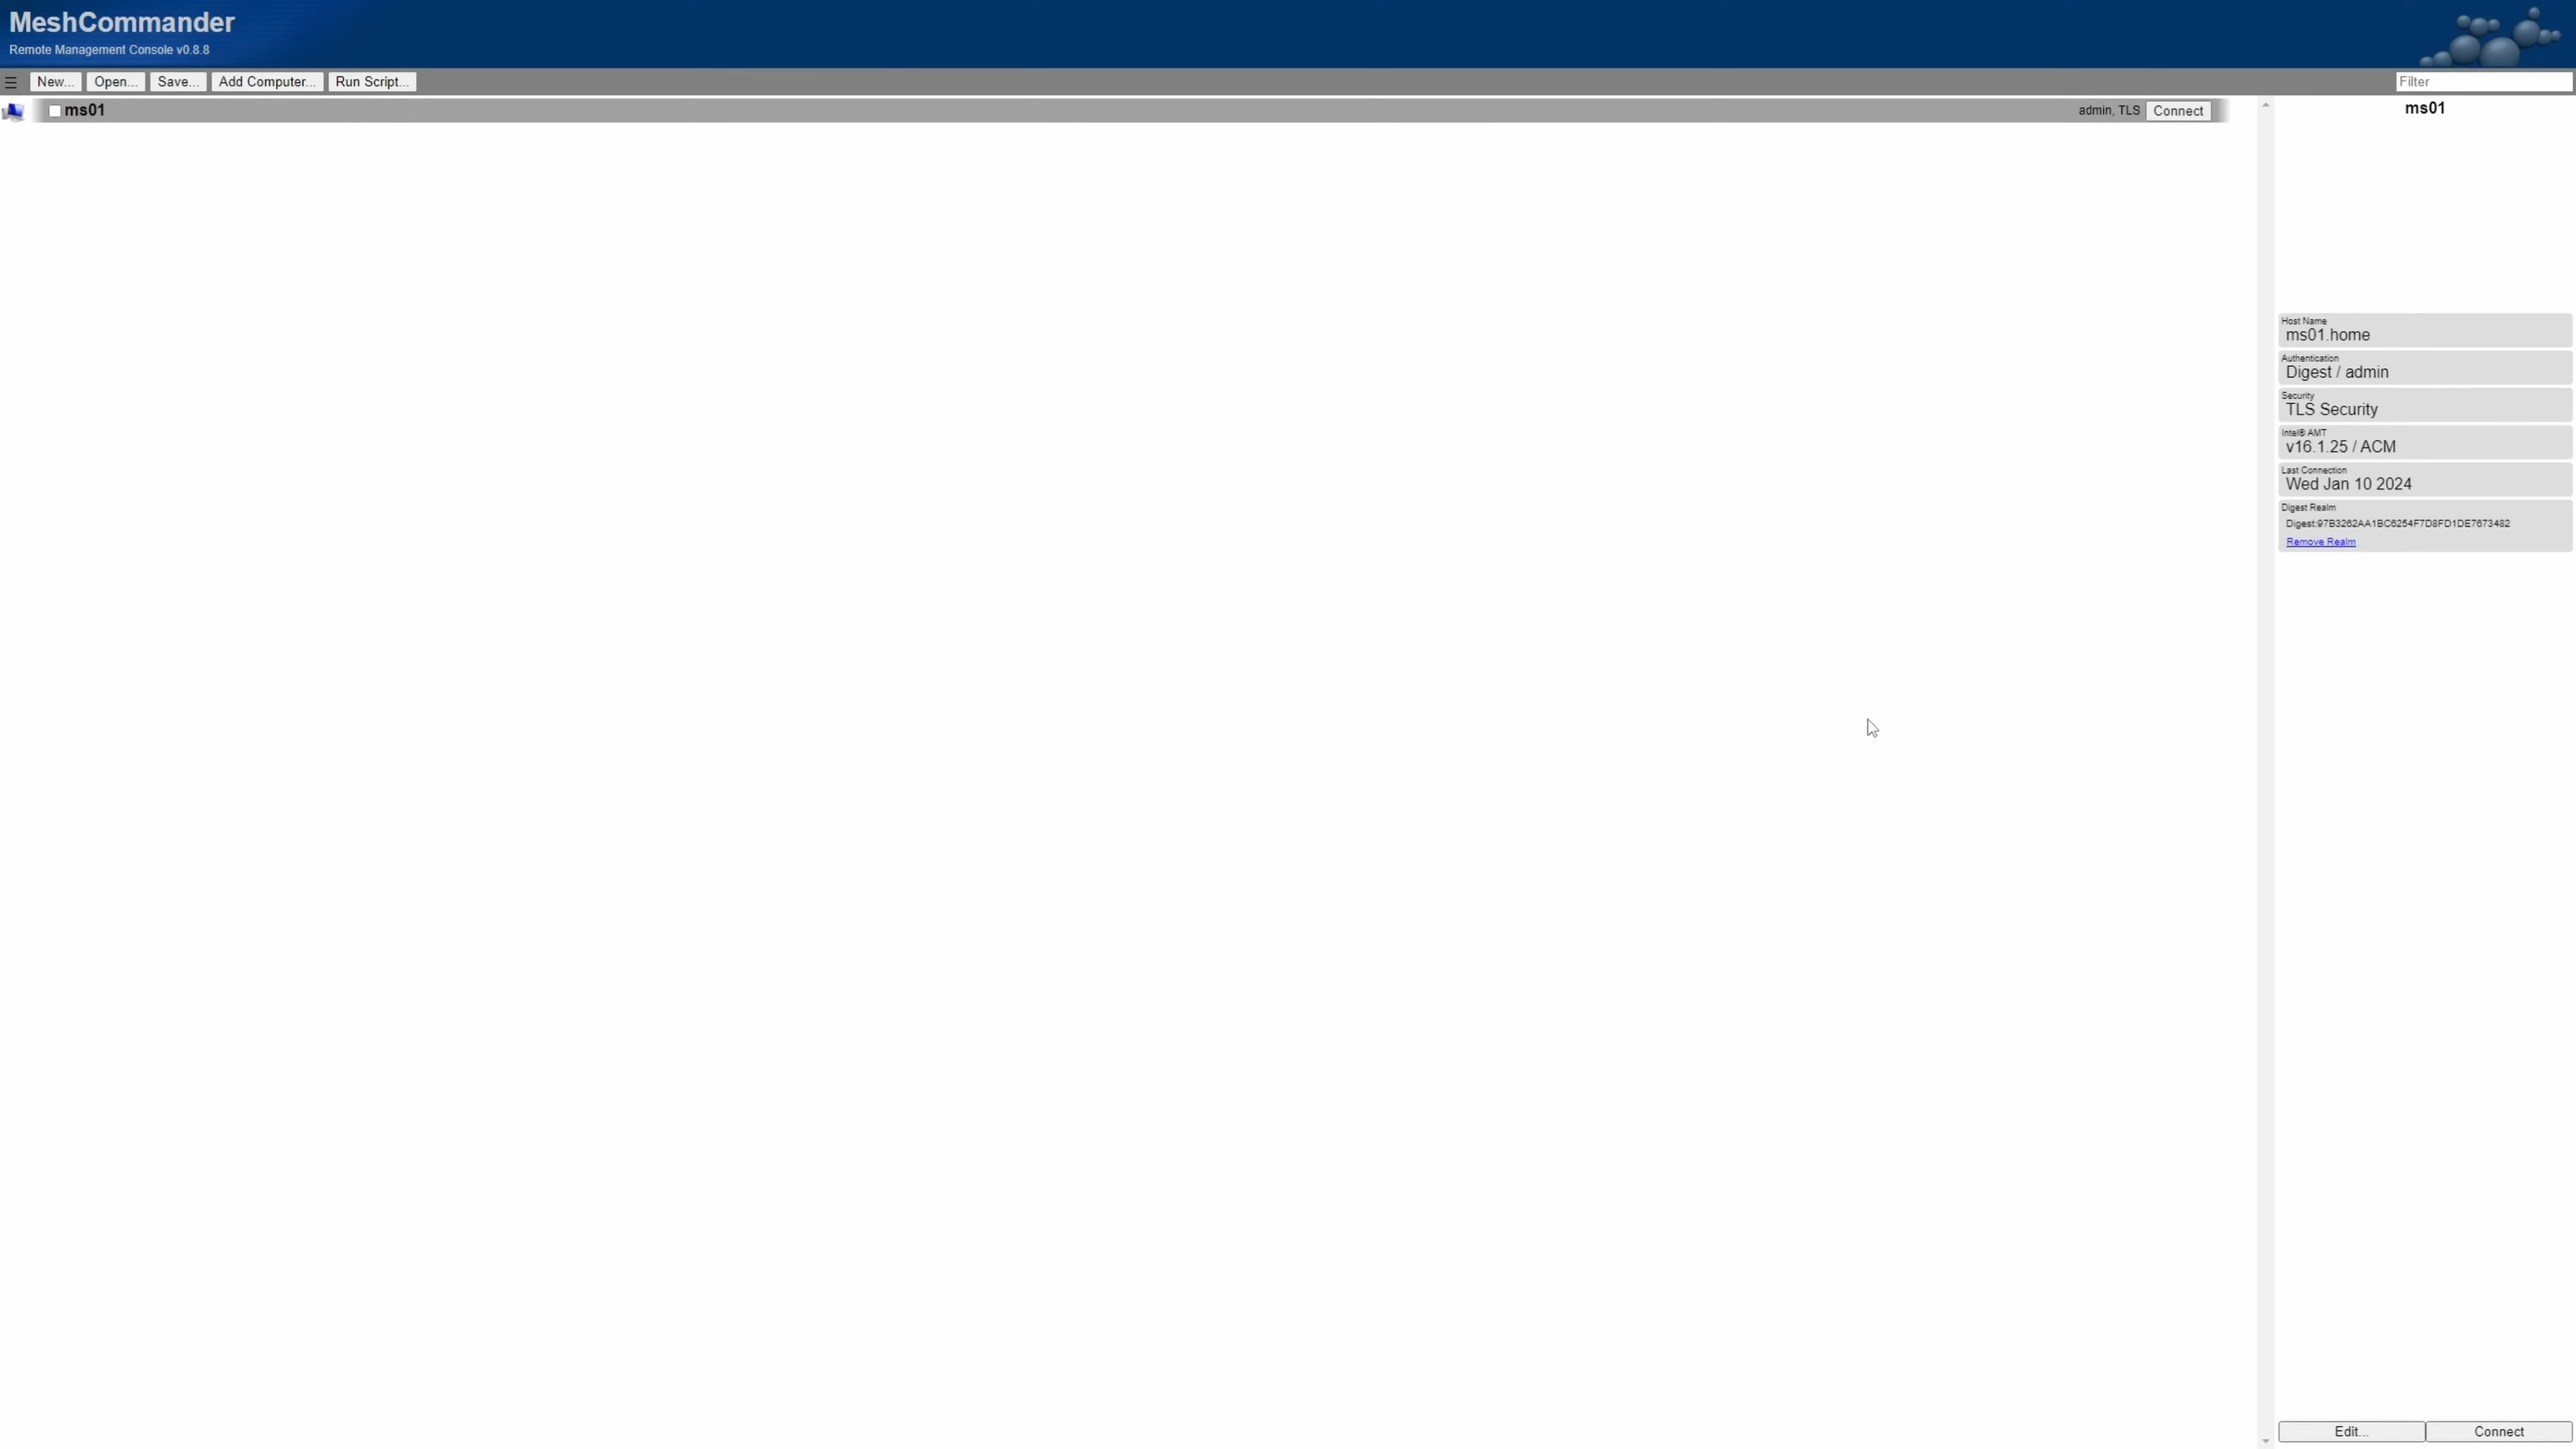 MeshCommander
Remote Management Console v0.8.8
New... Open... Save... Add Computer... Run Script... Filter
ms01 admin, TLS Connect
ms01
Host Name
ms01.home
Authentication
Digest / admin
Security
TLS Security
Intel® AMT
v16.1.25 / ACM
Last Connection
Wed Jan 10 2024
Digest Realm
Digest:97B3262AA1BC6254F7D8FD1DE7673482
Remove Realm
Edit... Connect